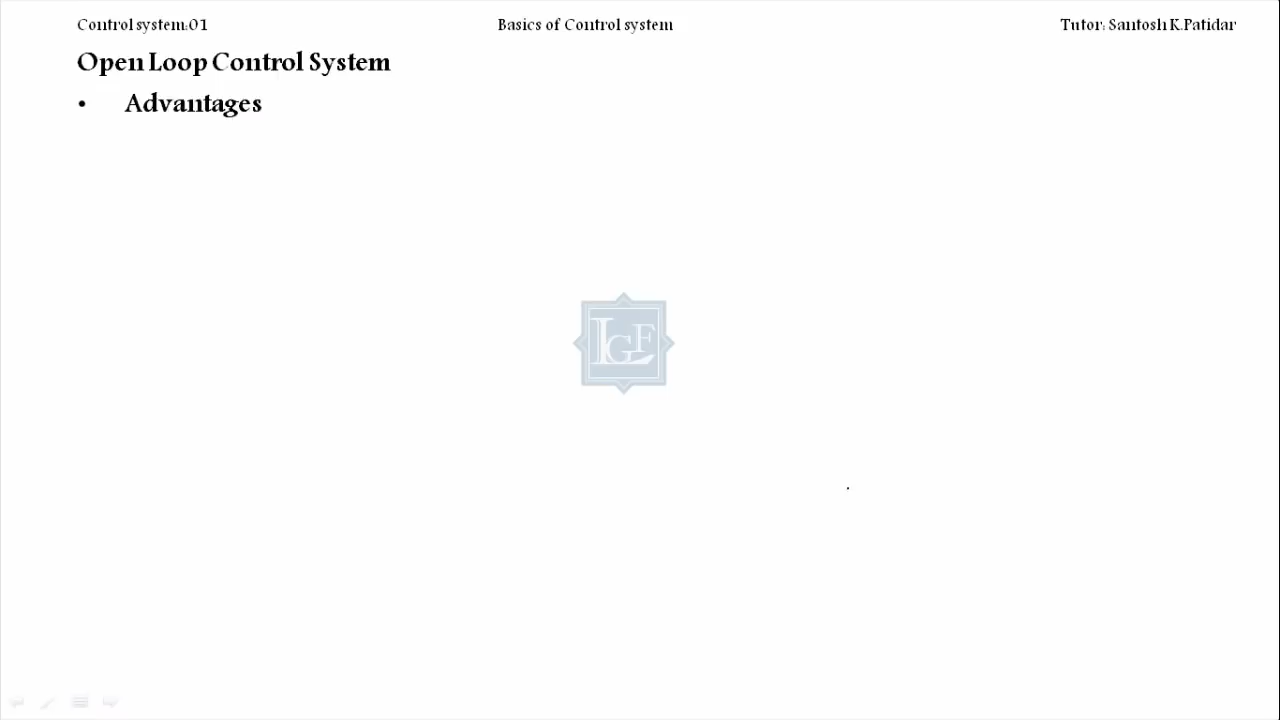 Control system:01 Basics of Control system Tutor: Santosh K.Patidar
Open Loop Control System
• Advantages
LGF